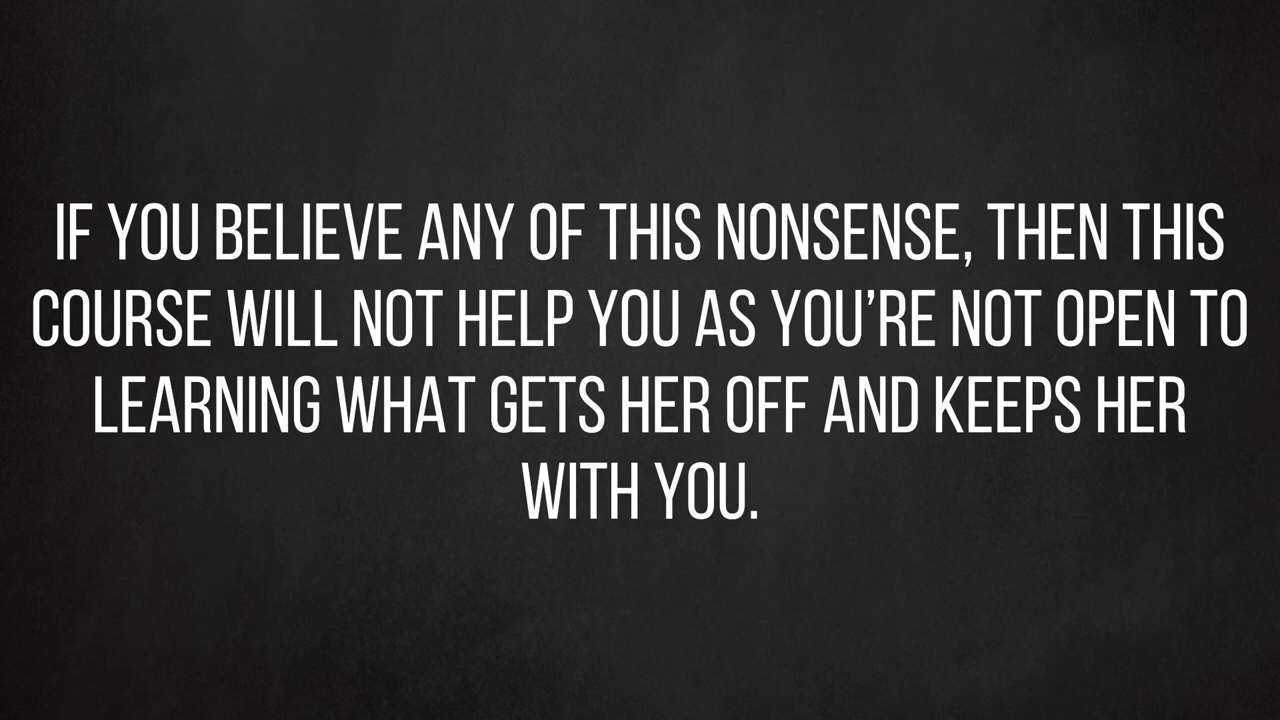 IF YOU BELIEVE ANY OF THIS NONSENSE, THEN THIS
COURSE WILL NOT HELP YOU AS YOU’RE NOT OPEN TO
LEARNING WHAT GETS HER OFF AND KEEPS HER
WITH YOU.